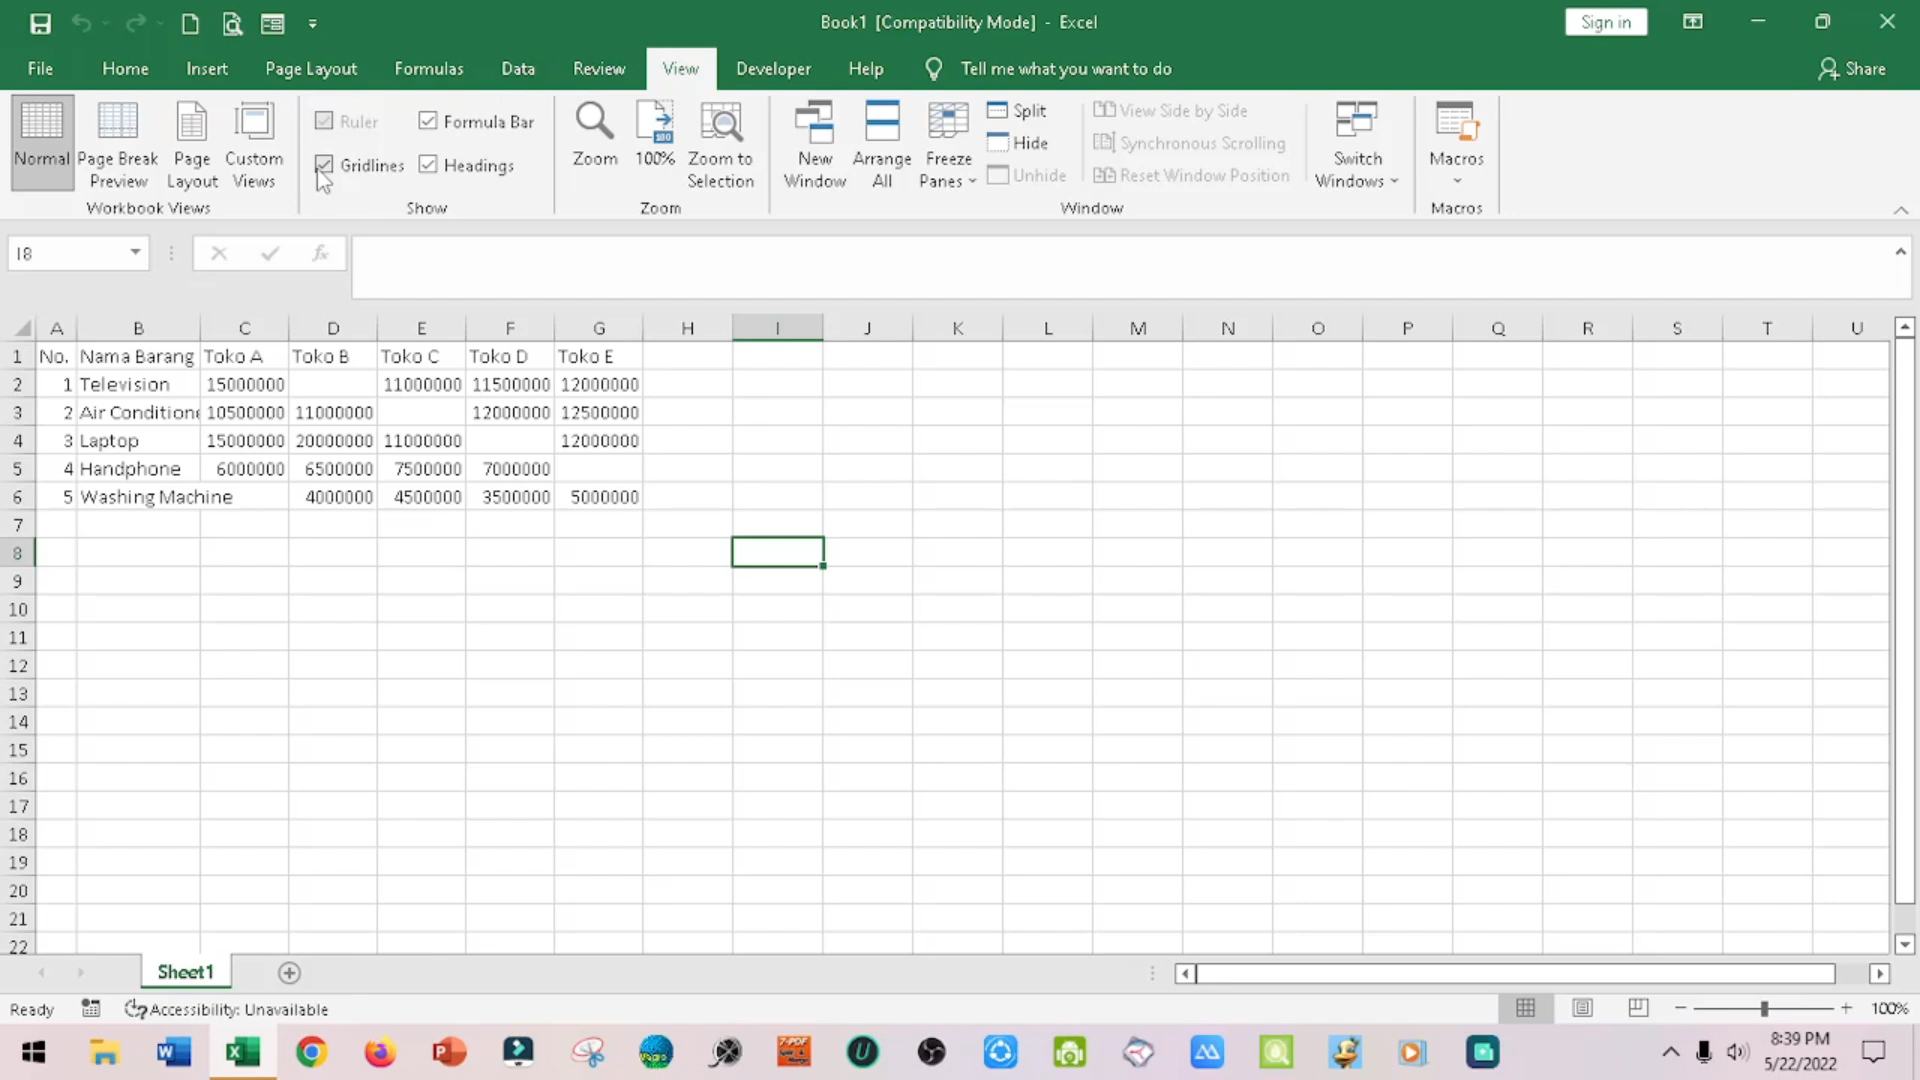 Book1 [Compatibility Mode] - Excel
Sign in
File Home Insert Page Layout Formulas Data Review View Developer Help Tell me what you want to do Share
Normal
Page Break Preview
Page Layout
Custom Views
Workbook Views
Ruler
Formula Bar
Gridlines
Headings
Show
Zoom
100%
Zoom to Selection
Zoom
New Window
Arrange All
Freeze Panes
Split
Hide
Unhide
View Side by Side
Synchronous Scrolling
Reset Window Position
Window
Switch Windows
Macros
Macros
I8
fx
A B C D E F G H I J K L M N O P Q R S T U
1 No. Nama Barang Toko A Toko B Toko C Toko D Toko E
2 1 Television 15000000 11000000 11500000 12000000
3 2 Air Condition 10500000 11000000 12000000 12500000
4 3 Laptop 15000000 20000000 11000000 12000000
5 4 Handphone 6000000 6500000 7500000 7000000
6 5 Washing Machine 4000000 4500000 3500000 5000000
7
8
9
10
11
12
13
14
15
16
17
18
19
20
21
22
Sheet1
Ready
Accessibility: Unavailable
100%
8:39 PM
5/22/2022